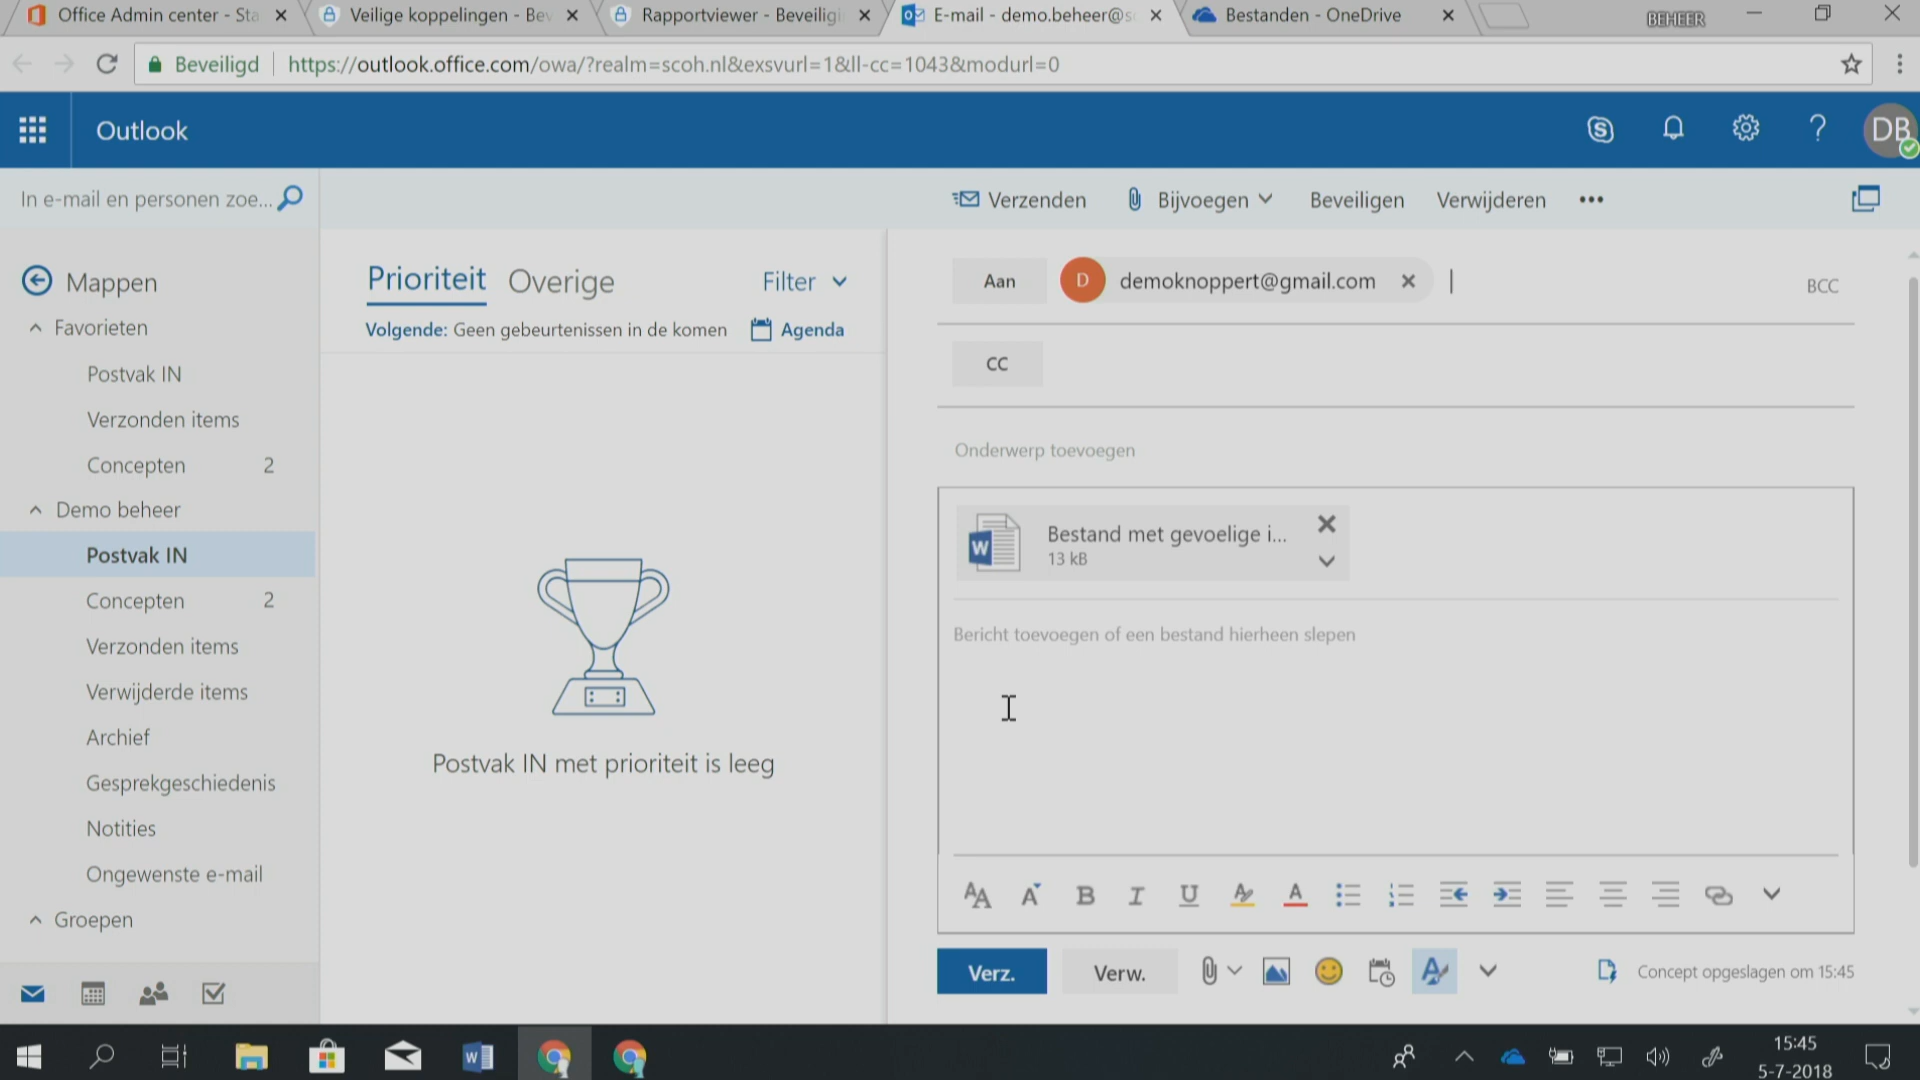 Office Admin center - Sta
Veilige koppelingen - Bev
Rapportviewer - Beveiligi
E-mail - demo.beheer@s
Bestanden - OneDrive
BEHEER
Beveiligd
https://outlook.office.com/owa/?realm=scoh.nl&exsvurl=1&ll-cc=1043&modurl=0
Outlook
DB
In e-mail en personen zoe...
Verzenden
Bijvoegen
Beveiligen
Verwijderen
Mappen
Favorieten
Postvak IN
Verzonden items
Concepten 2
Demo beheer
Postvak IN
Concepten 2
Verzonden items
Verwijderde items
Archief
Gesprekgeschiedenis
Notities
Ongewenste e-mail
Groepen
Prioriteit Overige Filter
Volgende: Geen gebeurtenissen in de komen Agenda
Postvak IN met prioriteit is leeg
Aan D demoknoppert@gmail.com BCC
CC
Onderwerp toevoegen
W
Bestand met gevoelige i...
13 kB
Bericht toevoegen of een bestand hierheen slepen
Verz.
Verw.
Concept opgeslagen om 15:45
15:45
5-7-2018